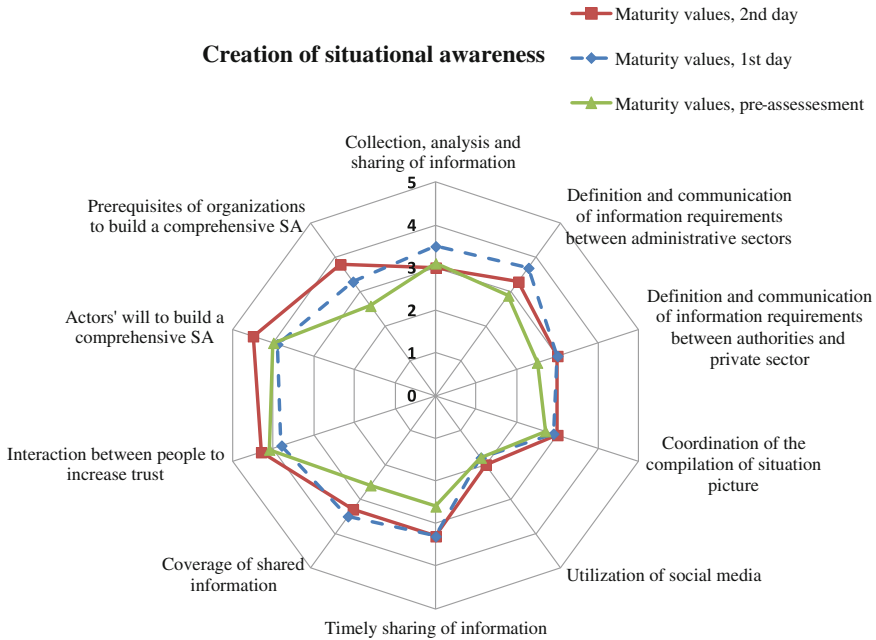 Maturity values, 2nd day
Creation of situational awareness
Maturity values, 1st day
Maturity values, pre-assessesment
Collection, analysis and
sharing of information
5
4
3
2
1
0
Definition and communication
of information requirements
between administrative sectors
Definition and communication
of information requirements
between authorities and
private sector
Coordination of the
compilation of situation
picture
Utilization of social media
Timely sharing of information
Coverage of shared
information
Interaction between people to
increase trust
Actors' will to build a
comprehensive SA
Prerequisites of organizations
to build a comprehensive SA